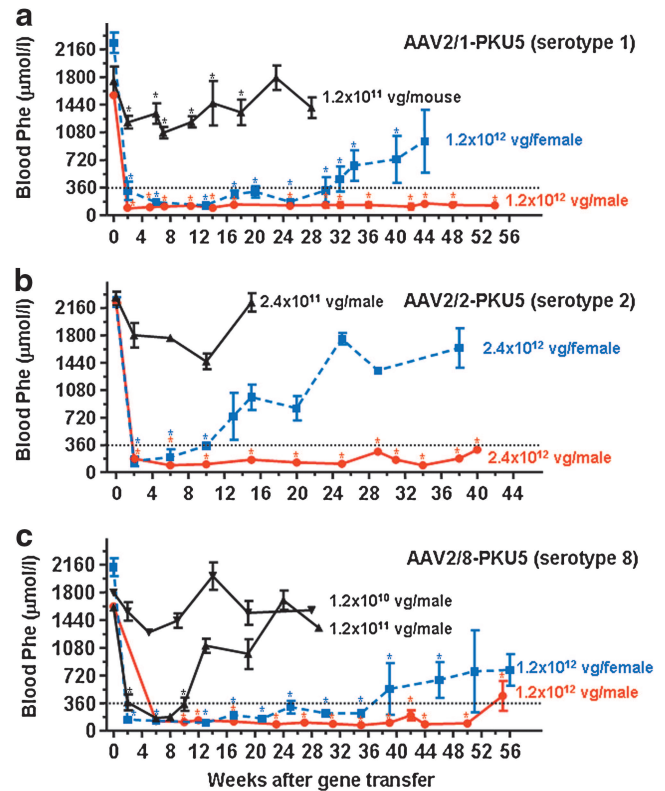 a
AAV2/1-PKU5 (serotype 1)
Blood Phe (μmol/l)
2160
1800
1440
1080
720
360
0
1.2x10¹¹ vg/mouse
1.2x10¹² vg/female
1.2x10¹² vg/male
0 4 8 12 16 20 24 28 32 36 40 44 48 52 56
b
AAV2/2-PKU5 (serotype 2)
Blood Phe (μmol/l)
2160
1800
1440
1080
720
360
0
2.4x10¹¹ vg/male
2.4x10¹² vg/female
2.4x10¹² vg/male
0 4 8 12 16 20 24 28 32 36 40 44
c
AAV2/8-PKU5 (serotype 8)
Blood Phe (μmol/l)
2160
1800
1440
1080
720
360
0
1.2x10¹⁰ vg/male
1.2x10¹¹ vg/male
1.2x10¹² vg/female
1.2x10¹² vg/male
0 4 8 12 16 20 24 28 32 36 40 44 48 52 56
Weeks after gene transfer